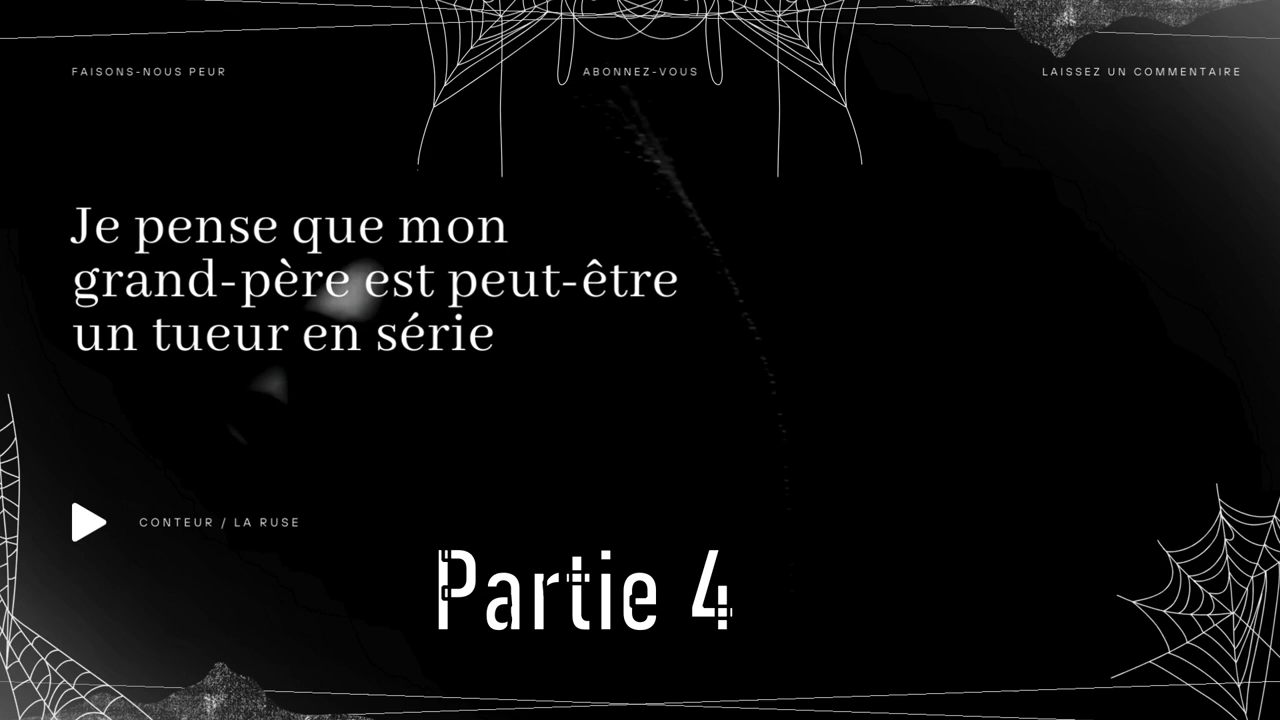 FAISONS-NOUS PEUR
ABONNEZ-VOUS
LAISSEZ UN COMMENTAIRE
Je pense que mon
grand-père est peut-être
un tueur en série
CONTEUR / LA RUSE
Partie 4